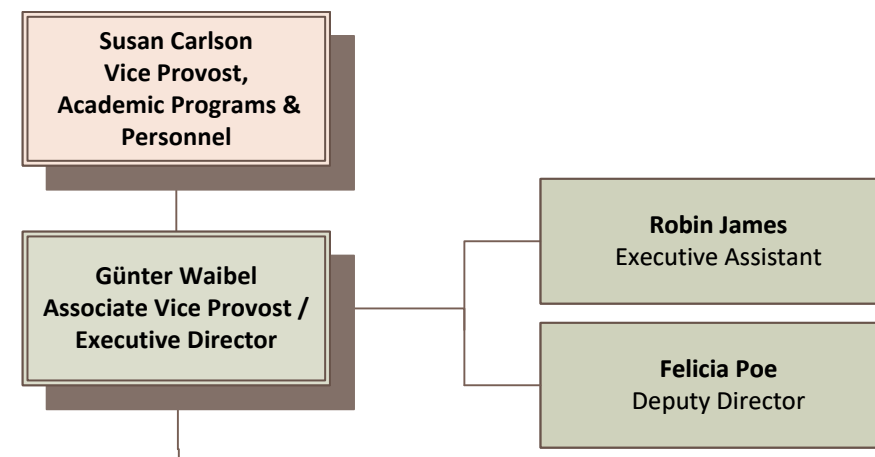 Susan Carlson
Vice Provost,
Academic Programs &
Personnel
Günter Waibel
Associate Vice Provost /
Executive Director
Robin James
Executive Assistant
Felicia Poe
Deputy Director